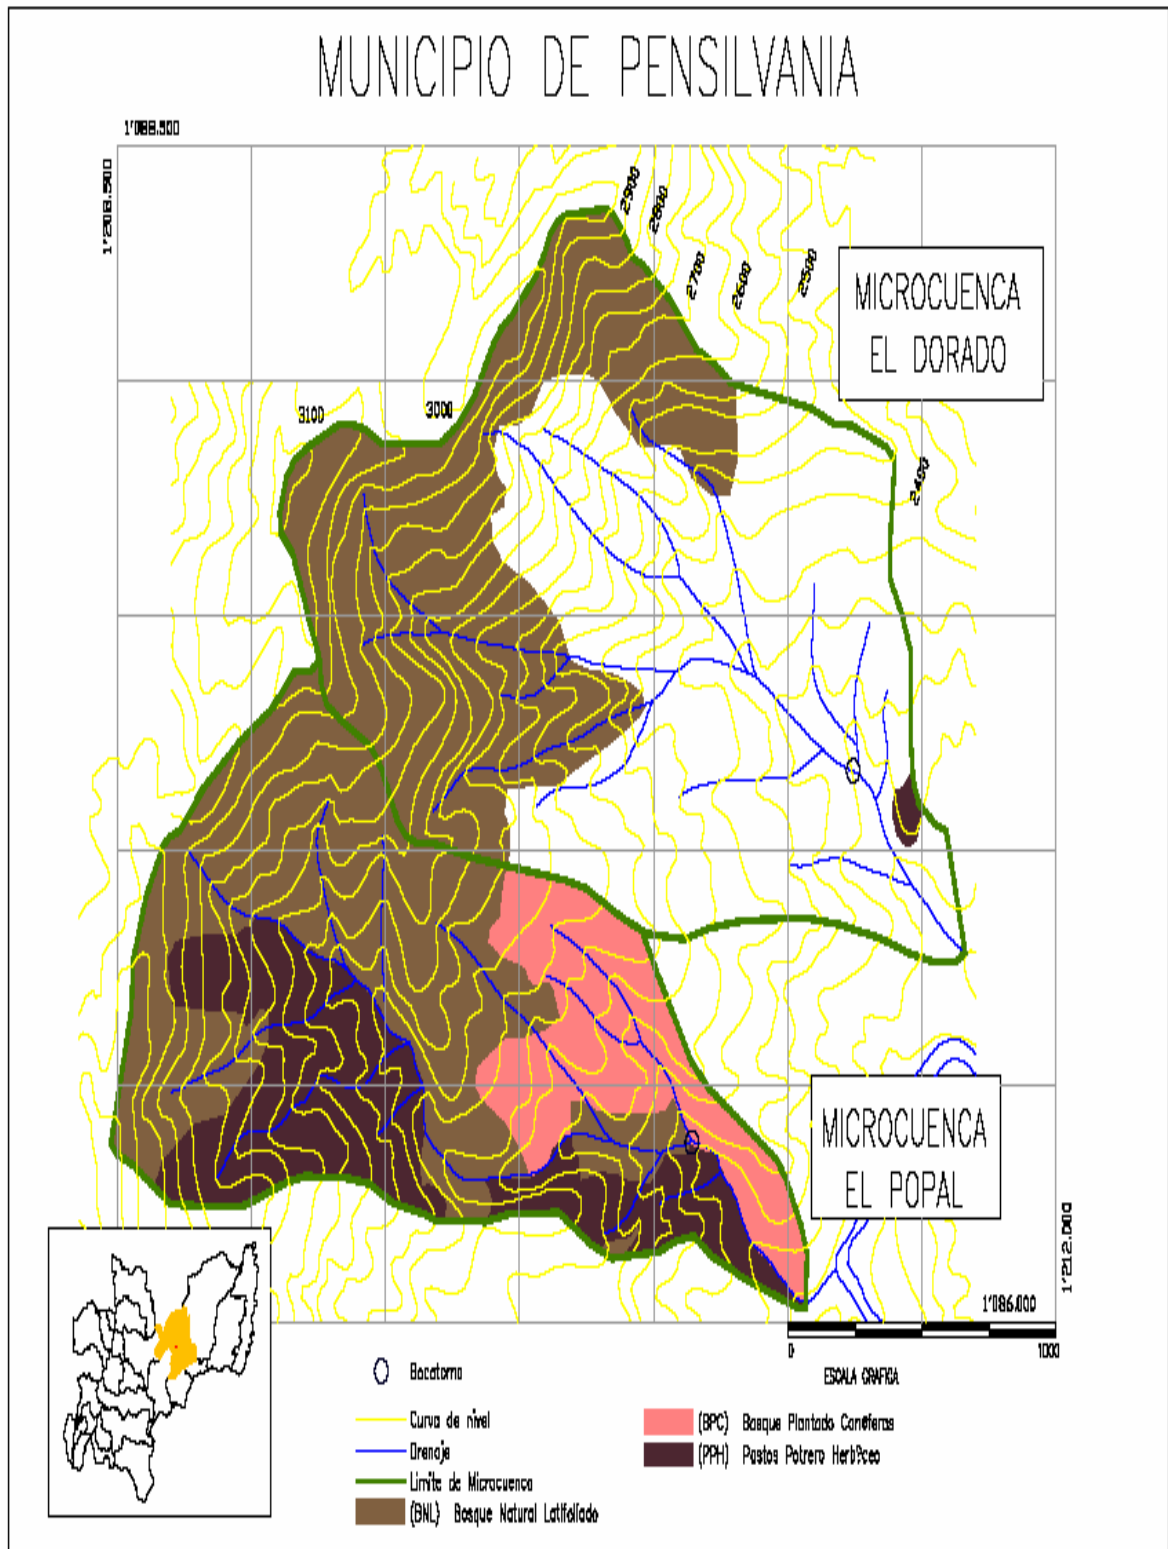 MUNICIPIO DE PENSILVANIA
1'088.500
1'208.500
2900
2800
2700
2600
2500
MICROCUENCA
EL DORADO
3100
3000
2400
MICROCUENCA
EL POPAL
1'212.000
1'086.000
0
1000
ESCALA GRAFICA
Bocatoma
Curva de nivel
Drenaje
Limite de Microcuenca
(BNL) Bosque Natural Latifoliado
(BPC) Bosque Plantado Coníferas
(PPH) Pastos Potrero Herb?ceo